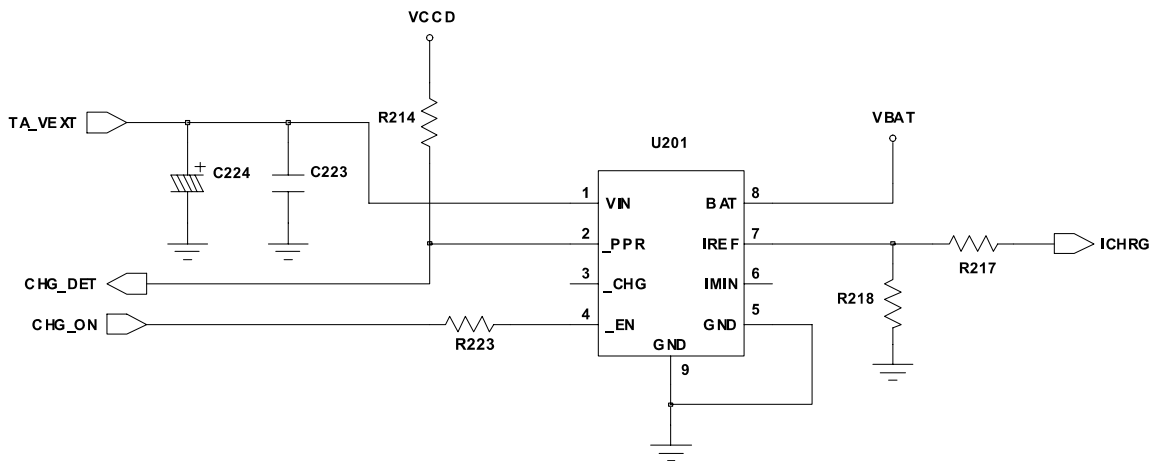 VCCD
TA_VEXT
R214
VBAT
U201
C224
C223
+
1 VIN BAT 8
2 _PPR IREF 7
ICHRG
R217
CHG_DET
3 _CHG IMIN 6
R218
CHG_ON
4 _EN GND 5
R223
GND
9